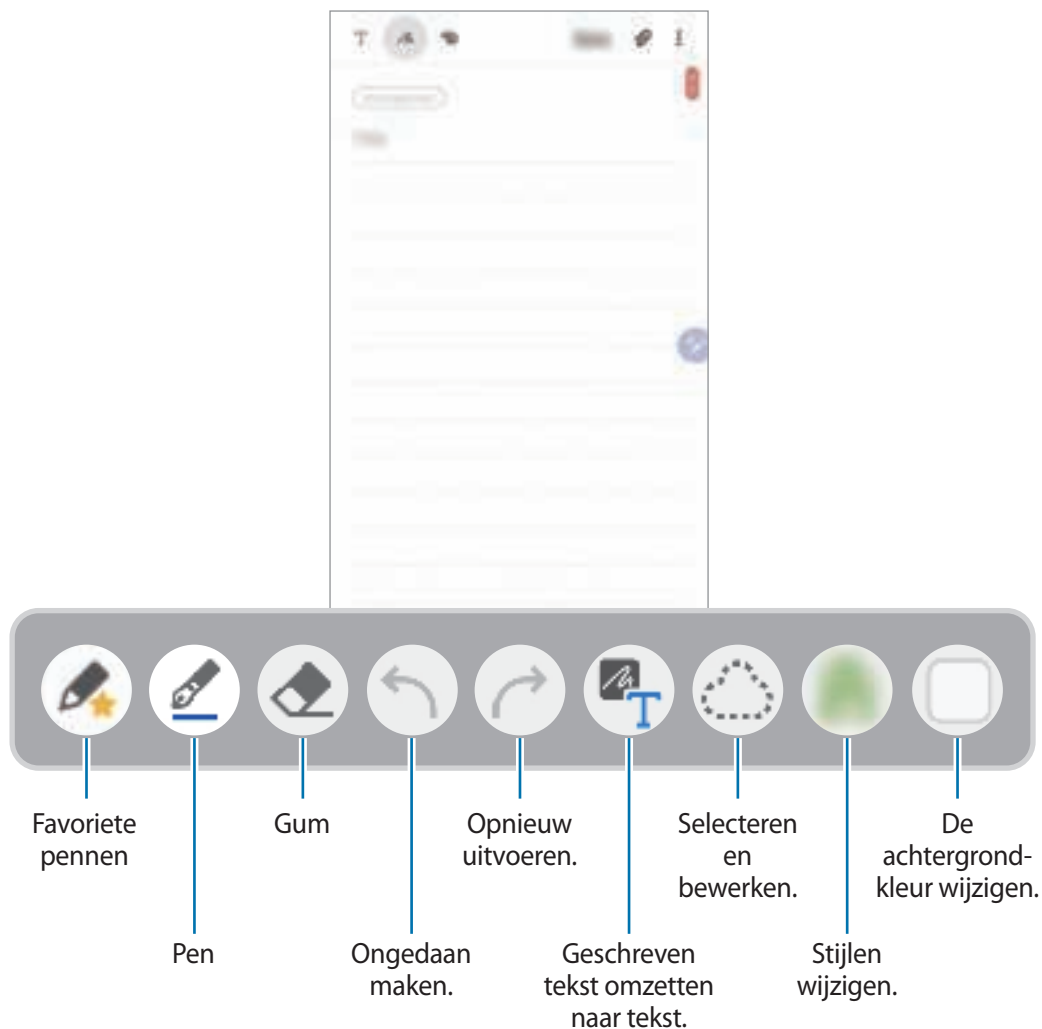 Favoriete
pennen
Gum
Opnieuw
uitvoeren.
Selecteren
en
bewerken.
De
achtergrond-
kleur wijzigen.
Pen
Ongedaan
maken.
Geschreven
tekst omzetten
naar tekst.
Stijlen
wijzigen.